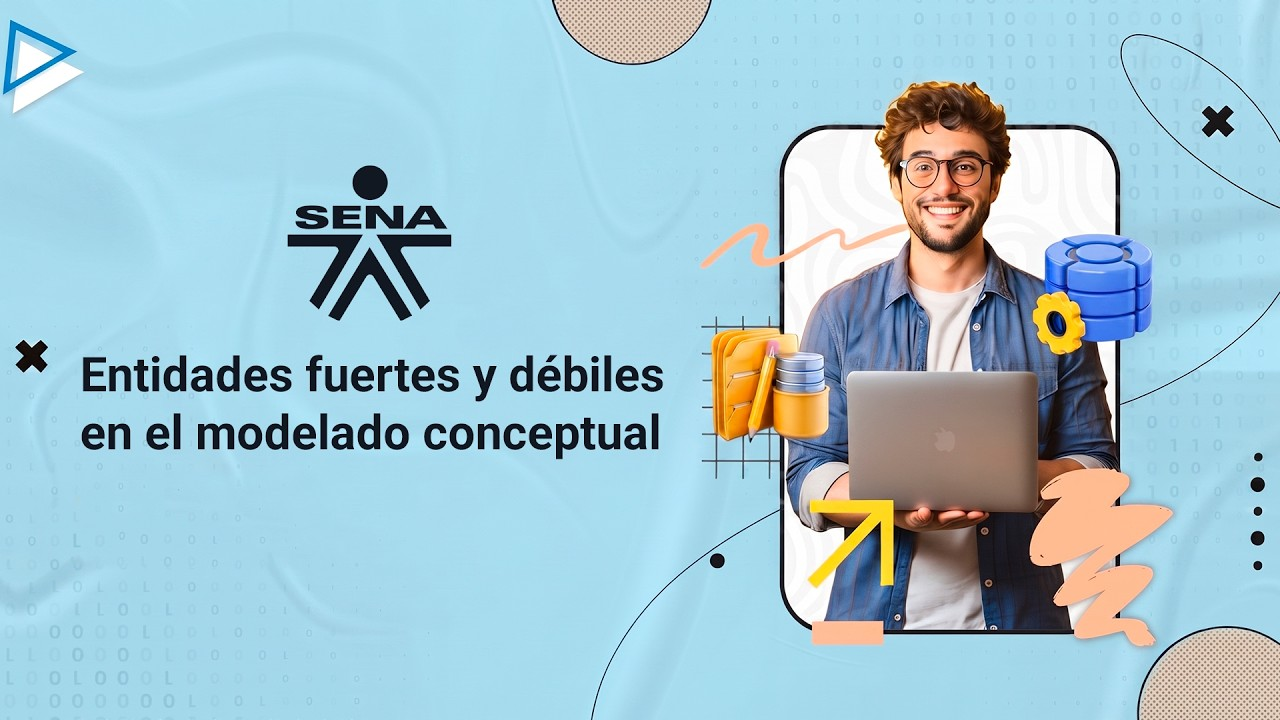 SENA
Entidades fuertes y débiles
en el modelado conceptual